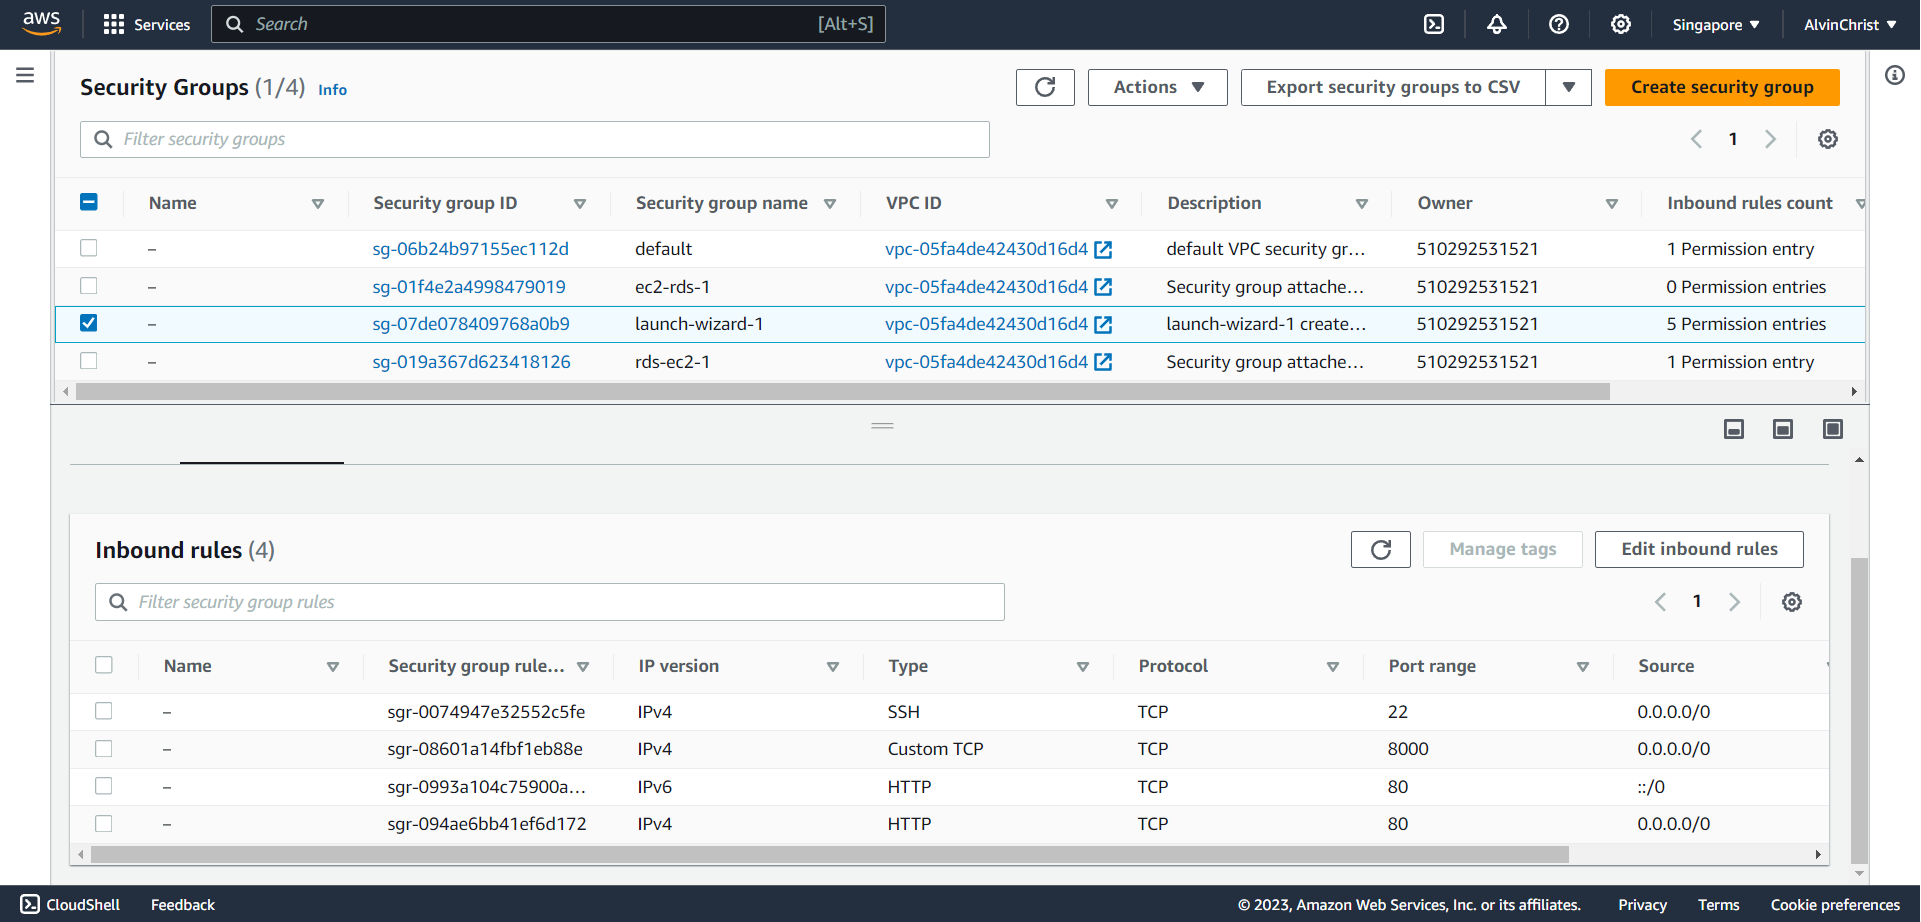 aws Services Search [Alt+S] Singapore AlvinChrist
Security Groups (1/4) Info Actions Export security groups to CSV Create security group
Filter security groups 1
Name Security group ID Security group name VPC ID Description Owner Inbound rules count
– sg-06b24b97155ec112d default vpc-05fa4de42430d16d4 default VPC security gr... 510292531521 1 Permission entry
– sg-01f4e2a4998479019 ec2-rds-1 vpc-05fa4de42430d16d4 Security group attache... 510292531521 0 Permission entries
– sg-07de078409768a0b9 launch-wizard-1 vpc-05fa4de42430d16d4 launch-wizard-1 create... 510292531521 5 Permission entries
– sg-019a367d623418126 rds-ec2-1 vpc-05fa4de42430d16d4 Security group attache... 510292531521 1 Permission entry
Inbound rules (4) Manage tags Edit inbound rules
Filter security group rules 1
Name Security group rule... IP version Type Protocol Port range Source
– sgr-0074947e32552c5fe IPv4 SSH TCP 22 0.0.0.0/0
– sgr-08601a14fbf1eb88e IPv4 Custom TCP TCP 8000 0.0.0.0/0
– sgr-0993a104c75900a... IPv6 HTTP TCP 80 ::/0
– sgr-094ae6bb41ef6d172 IPv4 HTTP TCP 80 0.0.0.0/0
CloudShell Feedback © 2023, Amazon Web Services, Inc. or its affiliates. Privacy Terms Cookie preferences